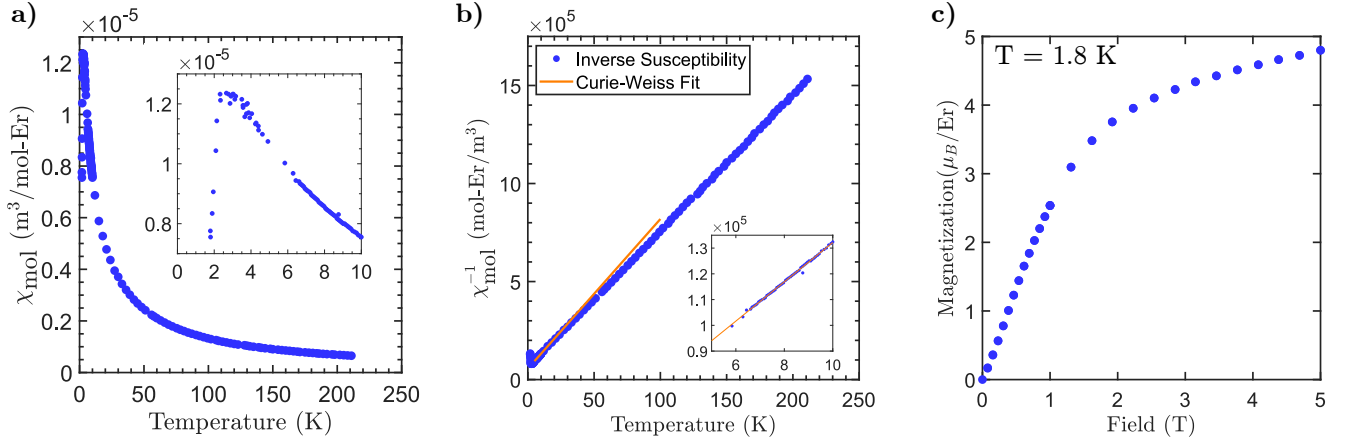 a)
×10⁻⁵
1.2
1
0.8
0.6
0.4
0.2
0
0 50 100 150 200 250
χmol (m³/mol-Er)
Temperature (K)
×10⁻⁵
1.2
1
0.8
0 2 4 6 8 10
b)
×10⁵
15
10
5
0
0 50 100 150 200 250
χ⁻¹mol (mol-Er/m³)
Temperature (K)
Inverse Susceptibility
Curie-Weiss Fit
×10⁵
1.3
1.2
1.1
1
0.9
6 8 10
c)
T = 1.8 K
5
4
3
2
1
0
0 1 2 3 4 5
Magnetization(μB/Er)
Field (T)